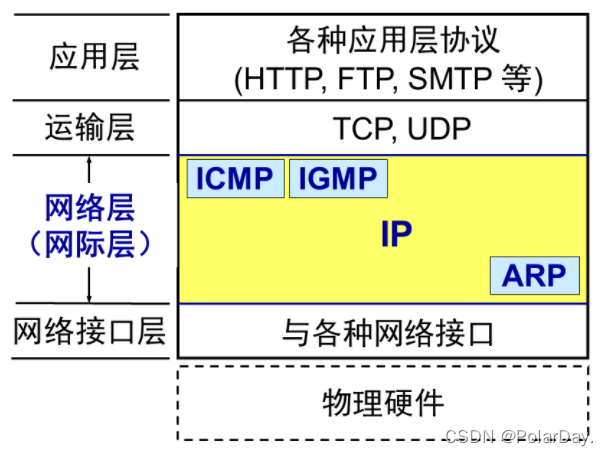 应用层
各种应用层协议
(HTTP, FTP, SMTP 等)
运输层
TCP, UDP
网络层
（网际层）
ICMP
IGMP
IP
ARP
网络接口层
与各种网络接口
物理硬件
CSDN @PolarDay.